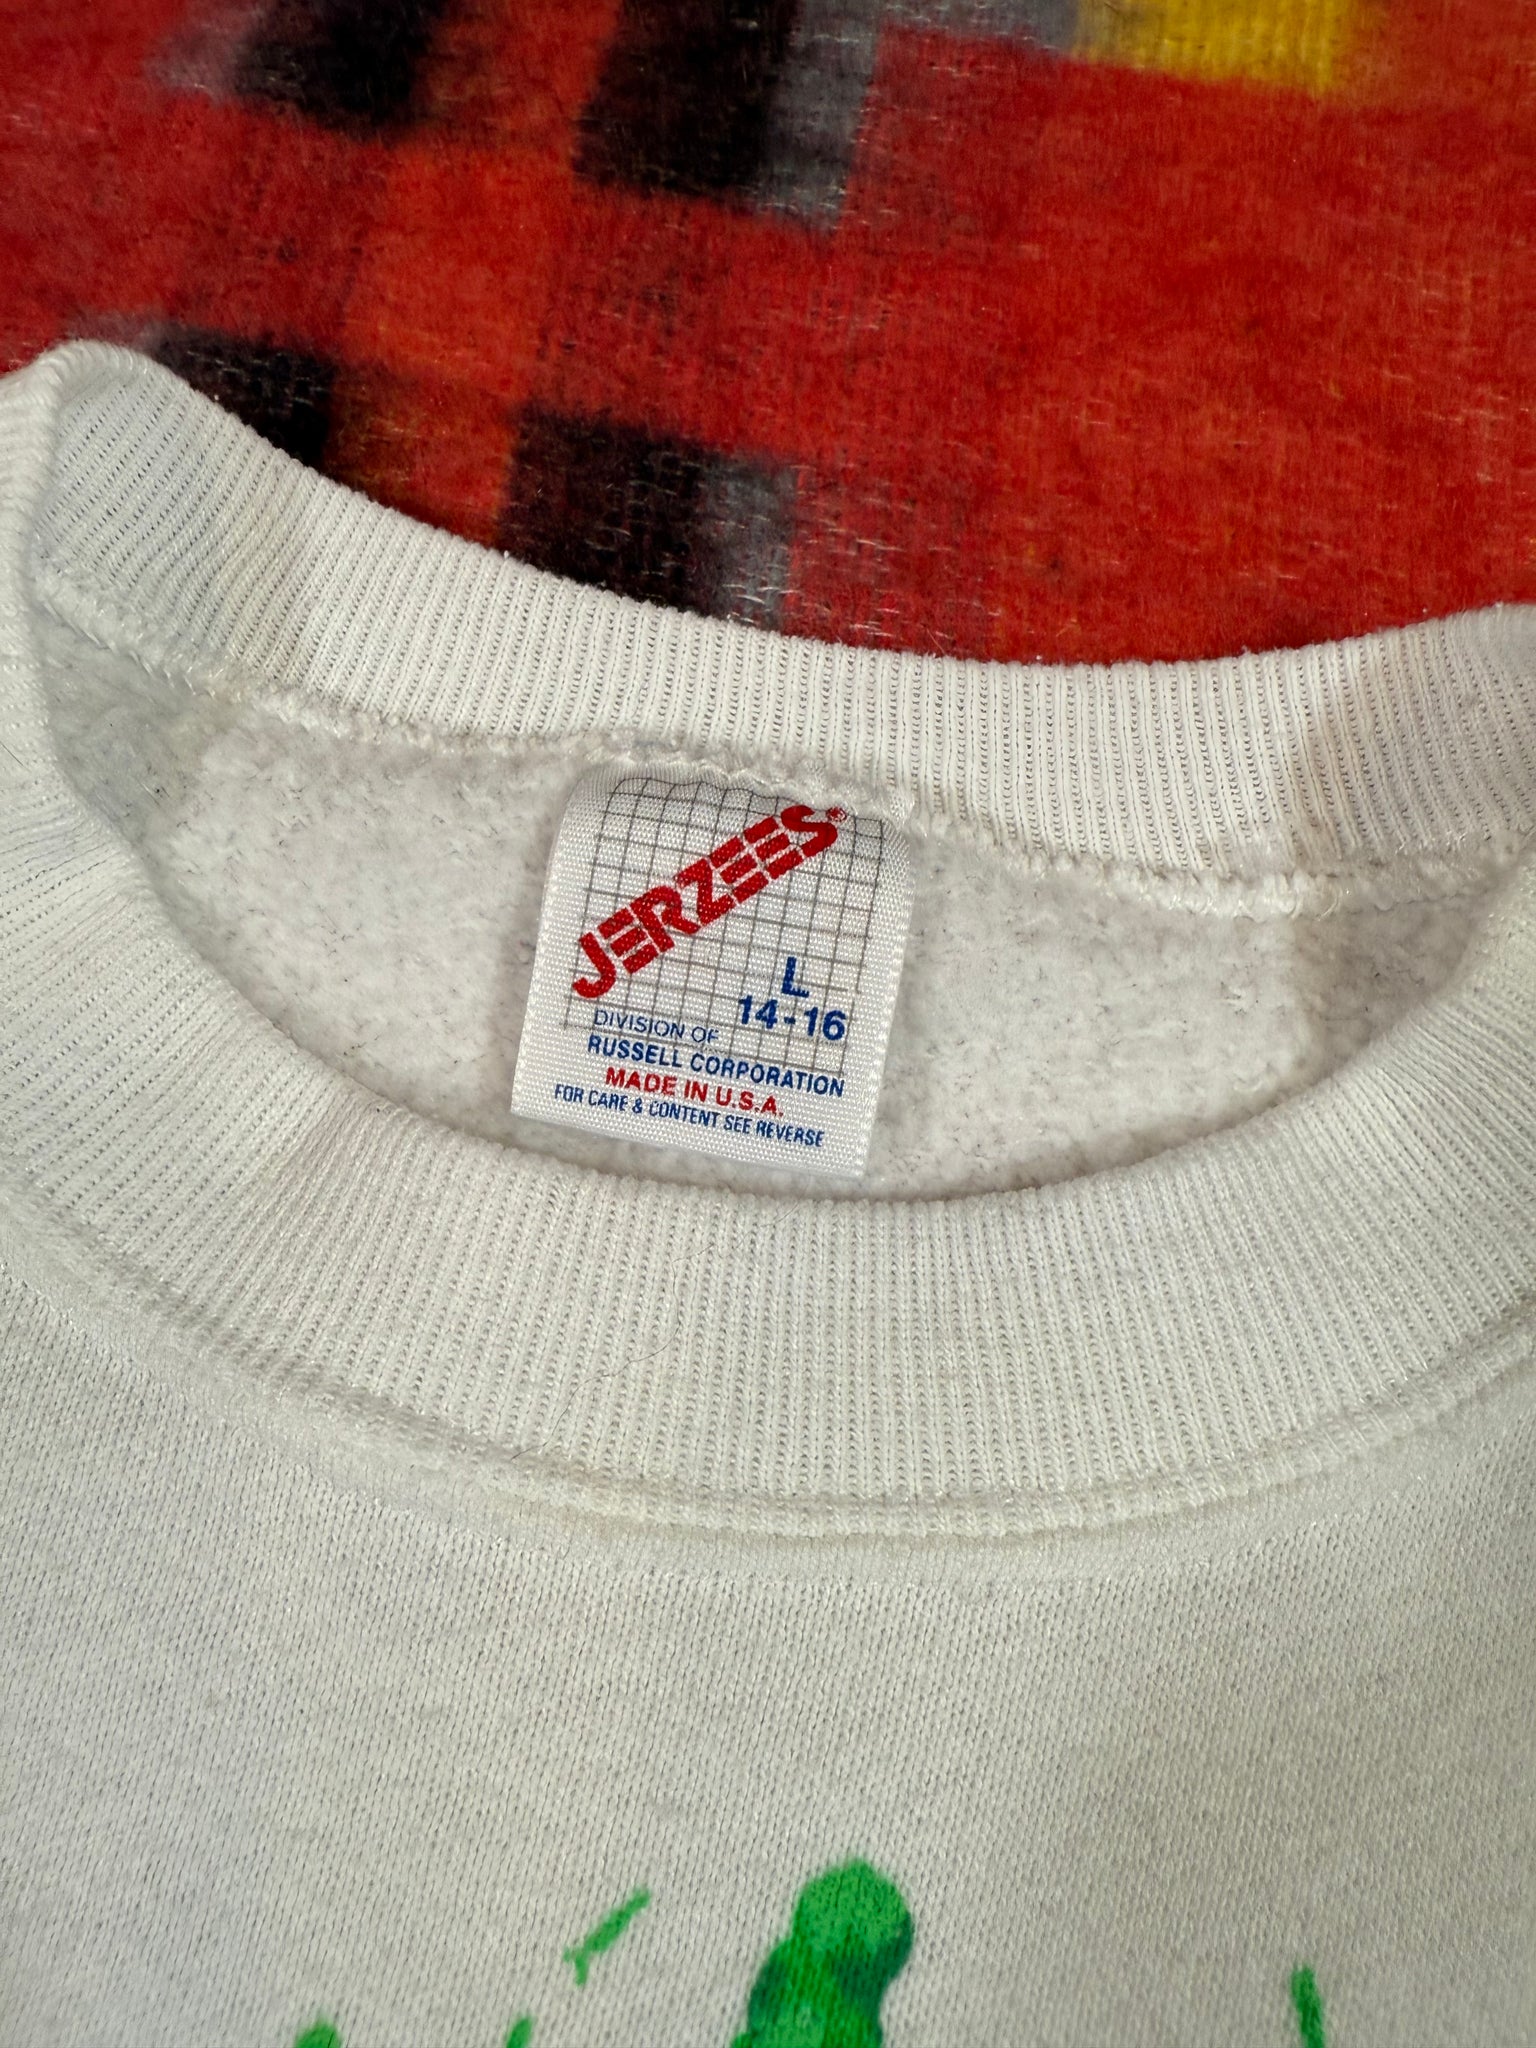 JERZEES®
L
14-16
DIVISION OF
RUSSELL CORPORATION
MADE IN U.S.A.
FOR CARE & CONTENT SEE REVERSE